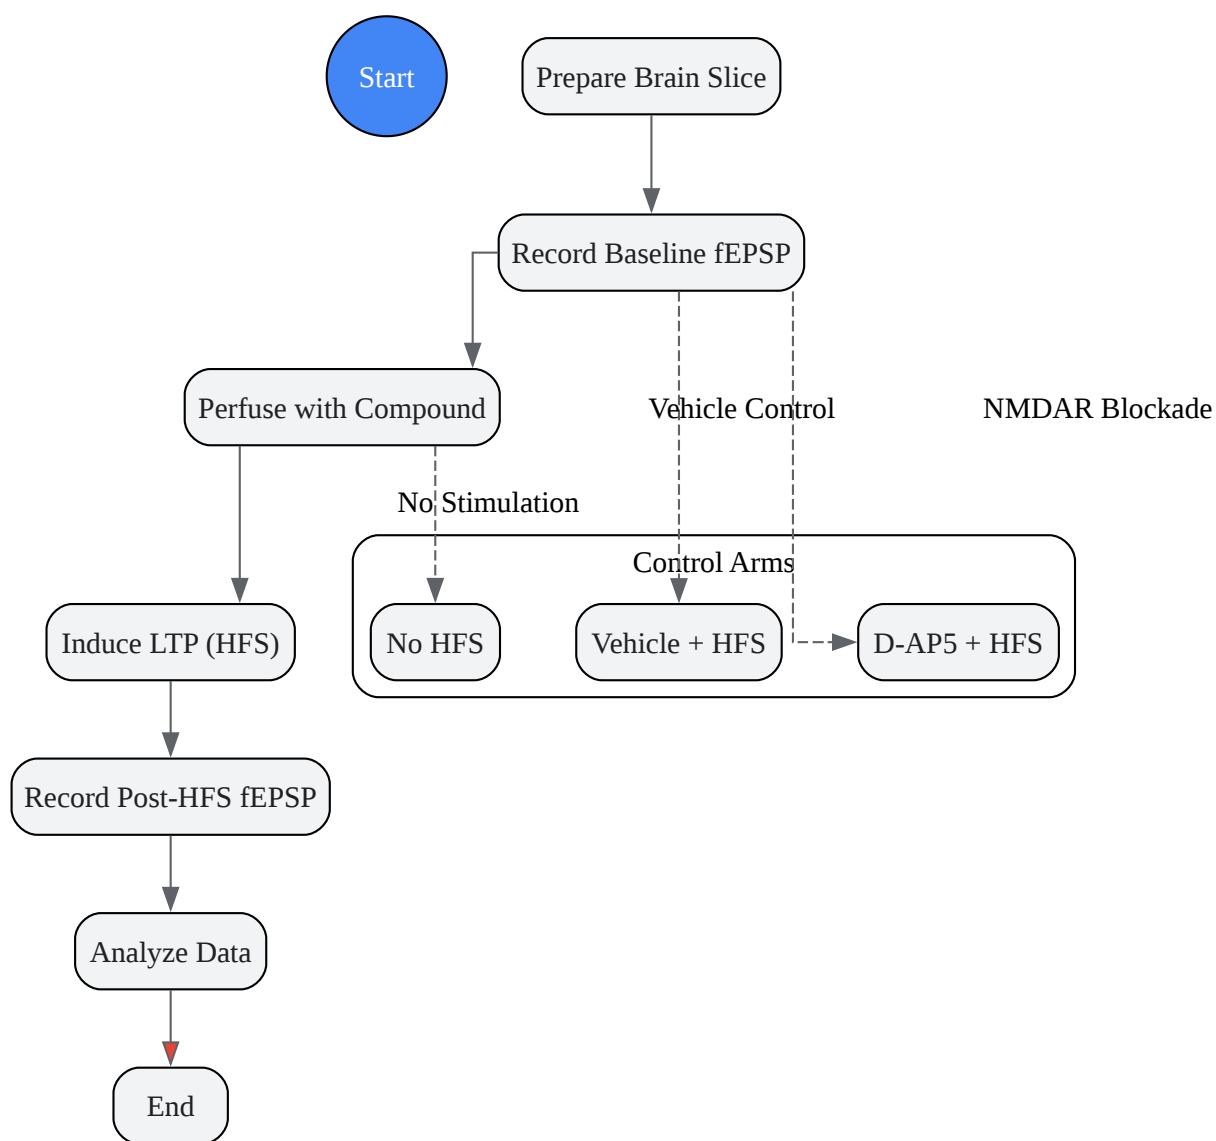 Start
Prepare Brain Slice
Record Baseline fEPSP
Perfuse with Compound
Vehicle Control
NMDAR Blockade
No Stimulation
Control Arms
Induce LTP (HFS)
No HFS
Vehicle + HFS
D-AP5 + HFS
Record Post-HFS fEPSP
Analyze Data
End